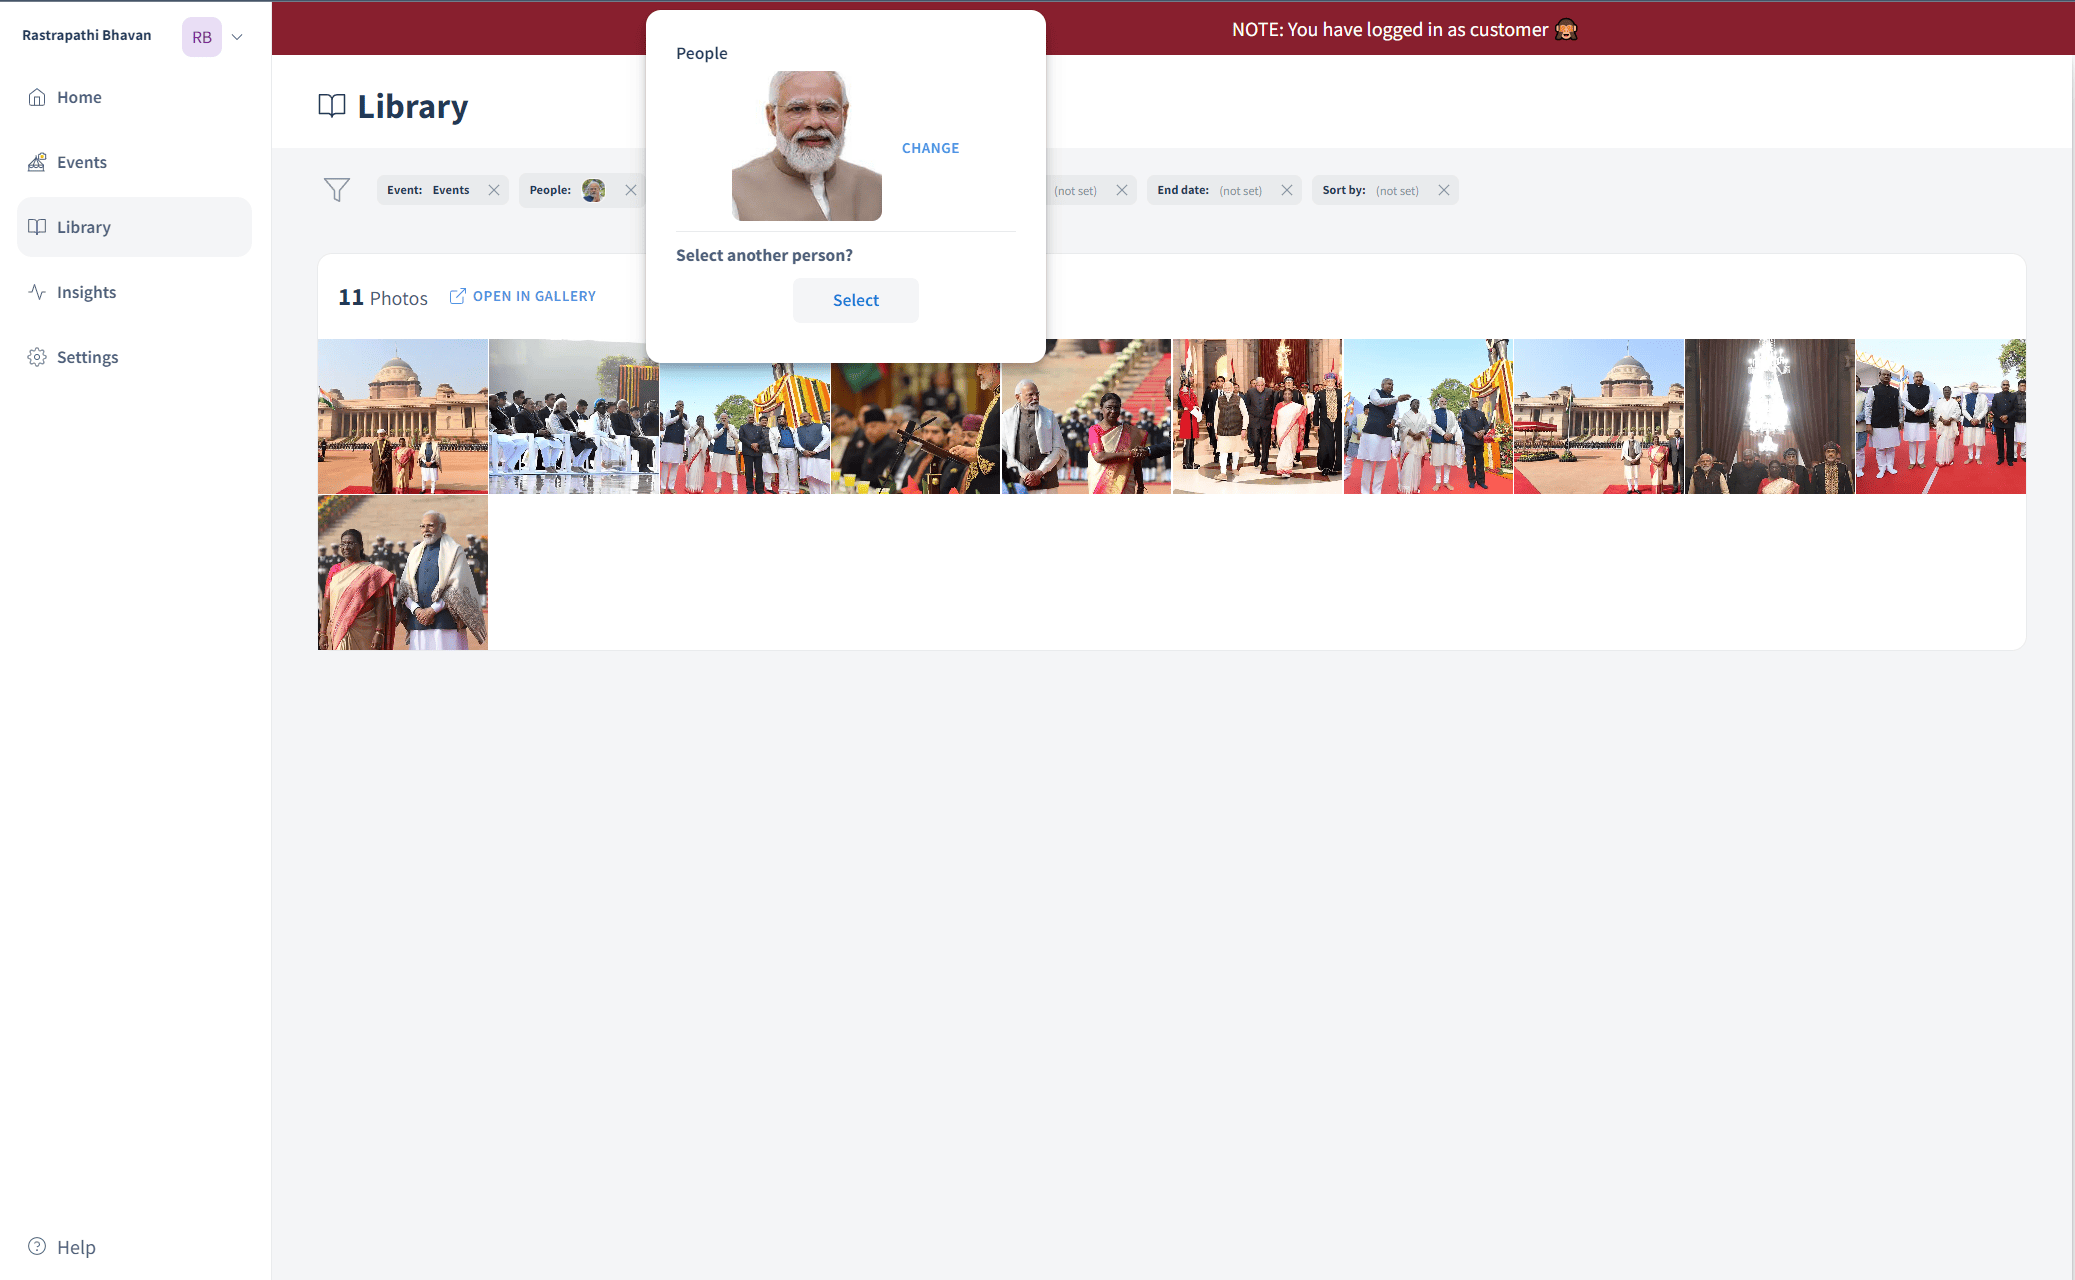 Rastrapathi Bhavan
RB
Home
Events
Library
Insights
Settings
Help
NOTE: You have logged in as customer 🙈
Library
Event: Events
People:
(not set)
End date: (not set)
Sort by: (not set)
11 Photos
OPEN IN GALLERY
People
CHANGE
Select another person?
Select